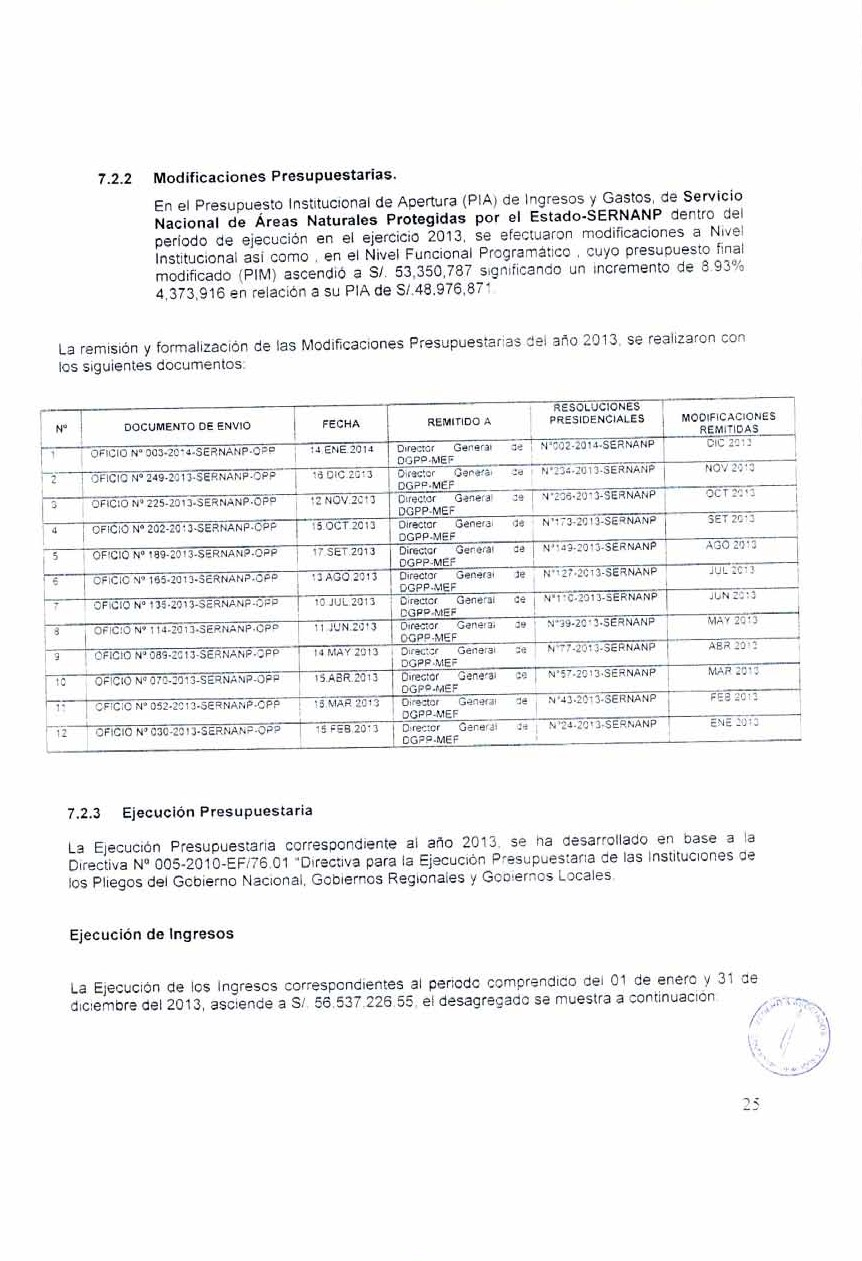 7.2.2 Modificaciones Presupuestarias.
En el Presupuesto Institucional de Apertura (PIA) de Ingresos y Gastos, de Servicio
Nacional de Áreas Naturales Protegidas por el Estado-SERNANP dentro del
período de ejecución en el ejercicio 2013, se efectuaron modificaciones a Nivel
Institucional así como , en el Nivel Funcional Programático , cuyo presupuesto final
modificado (PIM) ascendió a S/. 53,350,787 significando un incremento de 8.93%
4,373,916 en relación a su PIA de S/.48,976,871
La remisión y formalización de las Modificaciones Presupuestarias del año 2013, se realizaron con
los siguientes documentos:
Nº DOCUMENTO DE ENVIO FECHA REMITIDO A RESOLUCIONES PRESIDENCIALES MODIFICACIONES REMITIDAS
1 OFICIO Nº 003-2014-SERNANP-OPP 14.ENE.2014 Director General de DGPP-MEF N°002-2014-SERNANP DIC 2013
2 OFICIO Nº 249-2013-SERNANP-OPP 16 DIC.2013 Director General de DGPP-MEF N°234-2013-SERNANP NOV 2013
3 OFICIO Nº 225-2013-SERNANP-OPP 12 NOV.2013 Director General de DGPP-MEF N°206-2013-SERNANP OCT 2013
4 OFICIO Nº 202-2013-SERNANP-OPP 15.OCT.2013 Director General de DGPP-MEF N°173-2013-SERNANP SET 2013
5 OFICIO Nº 189-2013-SERNANP-OPP 17.SET.2013 Director General de DGPP-MEF N°149-2013-SERNANP AGO 2013
6 OFICIO Nº 165-2013-SERNANP-OPP 13 AGO.2013 Director General de DGPP-MEF N°127-2013-SERNANP JUL 2013
7 OFICIO Nº 135-2013-SERNANP-OPP 10 JUL.2013 Director General de DGPP-MEF N°110-2013-SERNANP JUN 2013
8 OFICIO Nº 114-2013-SERNANP-OPP 11.JUN.2013 Director General de DGPP-MEF N°99-2013-SERNANP MAY 2013
9 OFICIO Nº 089-2013-SERNANP-OPP 14 MAY 2013 Director General de DGPP-MEF N°77-2013-SERNANP ABR 2013
10 OFICIO Nº 070-2013-SERNANP-OPP 15.ABR.2013 Director General de DGPP-MEF N°57-2013-SERNANP MAR 2013
11 OFICIO Nº 052-2013-SERNANP-OPP 15.MAR 2013 Director General de DGPP-MEF N°43-2013-SERNANP FEB 2013
12 OFICIO Nº 030-2013-SERNANP-OPP 15 FEB.2013 Director General de DGPP-MEF N°24-2013-SERNANP ENE 2013
7.2.3 Ejecución Presupuestaria
La Ejecución Presupuestaria correspondiente al año 2013, se ha desarrollado en base a la
Directiva Nº 005-2010-EF/76.01 "Directiva para la Ejecución Presupuestaria de las Instituciones de
los Pliegos del Gobierno Nacional, Gobiernos Regionales y Gobiernos Locales.
Ejecución de Ingresos
La Ejecución de los Ingresos correspondientes al periodo comprendido del 01 de enero y 31 de
diciembre del 2013, asciende a S/. 56.537.226.55, el desagregado se muestra a continuación
25